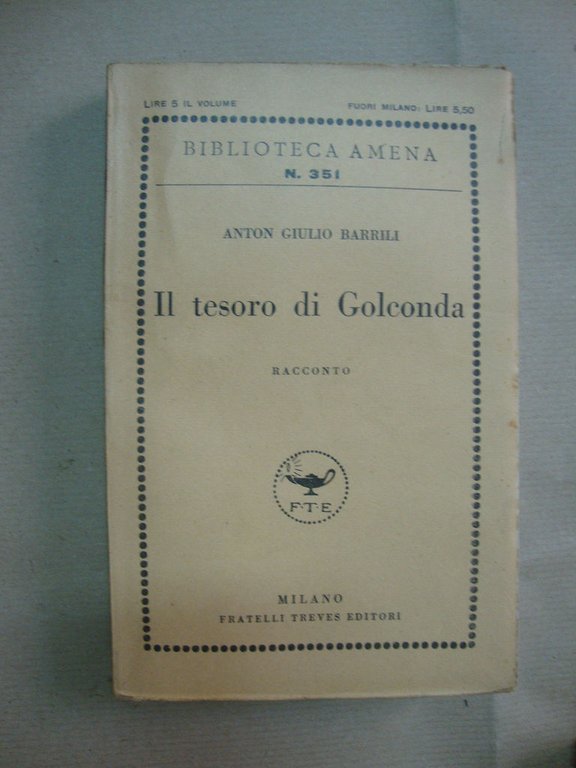 LIRE 5 IL VOLUME FUORI MILANO: LIRE 5,50
BIBLIOTECA AMENA
N. 351
ANTON GIULIO BARRILI
Il tesoro di Golconda
RACCONTO
F·T·E
MILANO
FRATELLI TREVES EDITORI